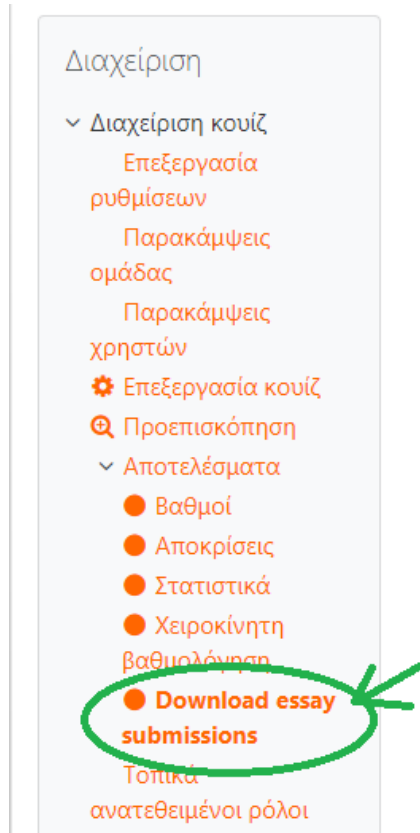 Διαχείριση
Διαχείριση κουίζ
Επεξεργασία
ρυθμίσεων
Παρακάμψεις
ομάδας
Παρακάμψεις
χρηστών
Επεξεργασία κουίζ
Προεπισκόπηση
Αποτελέσματα
Βαθμοί
Αποκρίσεις
Στατιστικά
Χειροκίνητη
βαθμολόγηση
Download essay
submissions
Τοπικά
ανατεθειμένοι ρόλοι